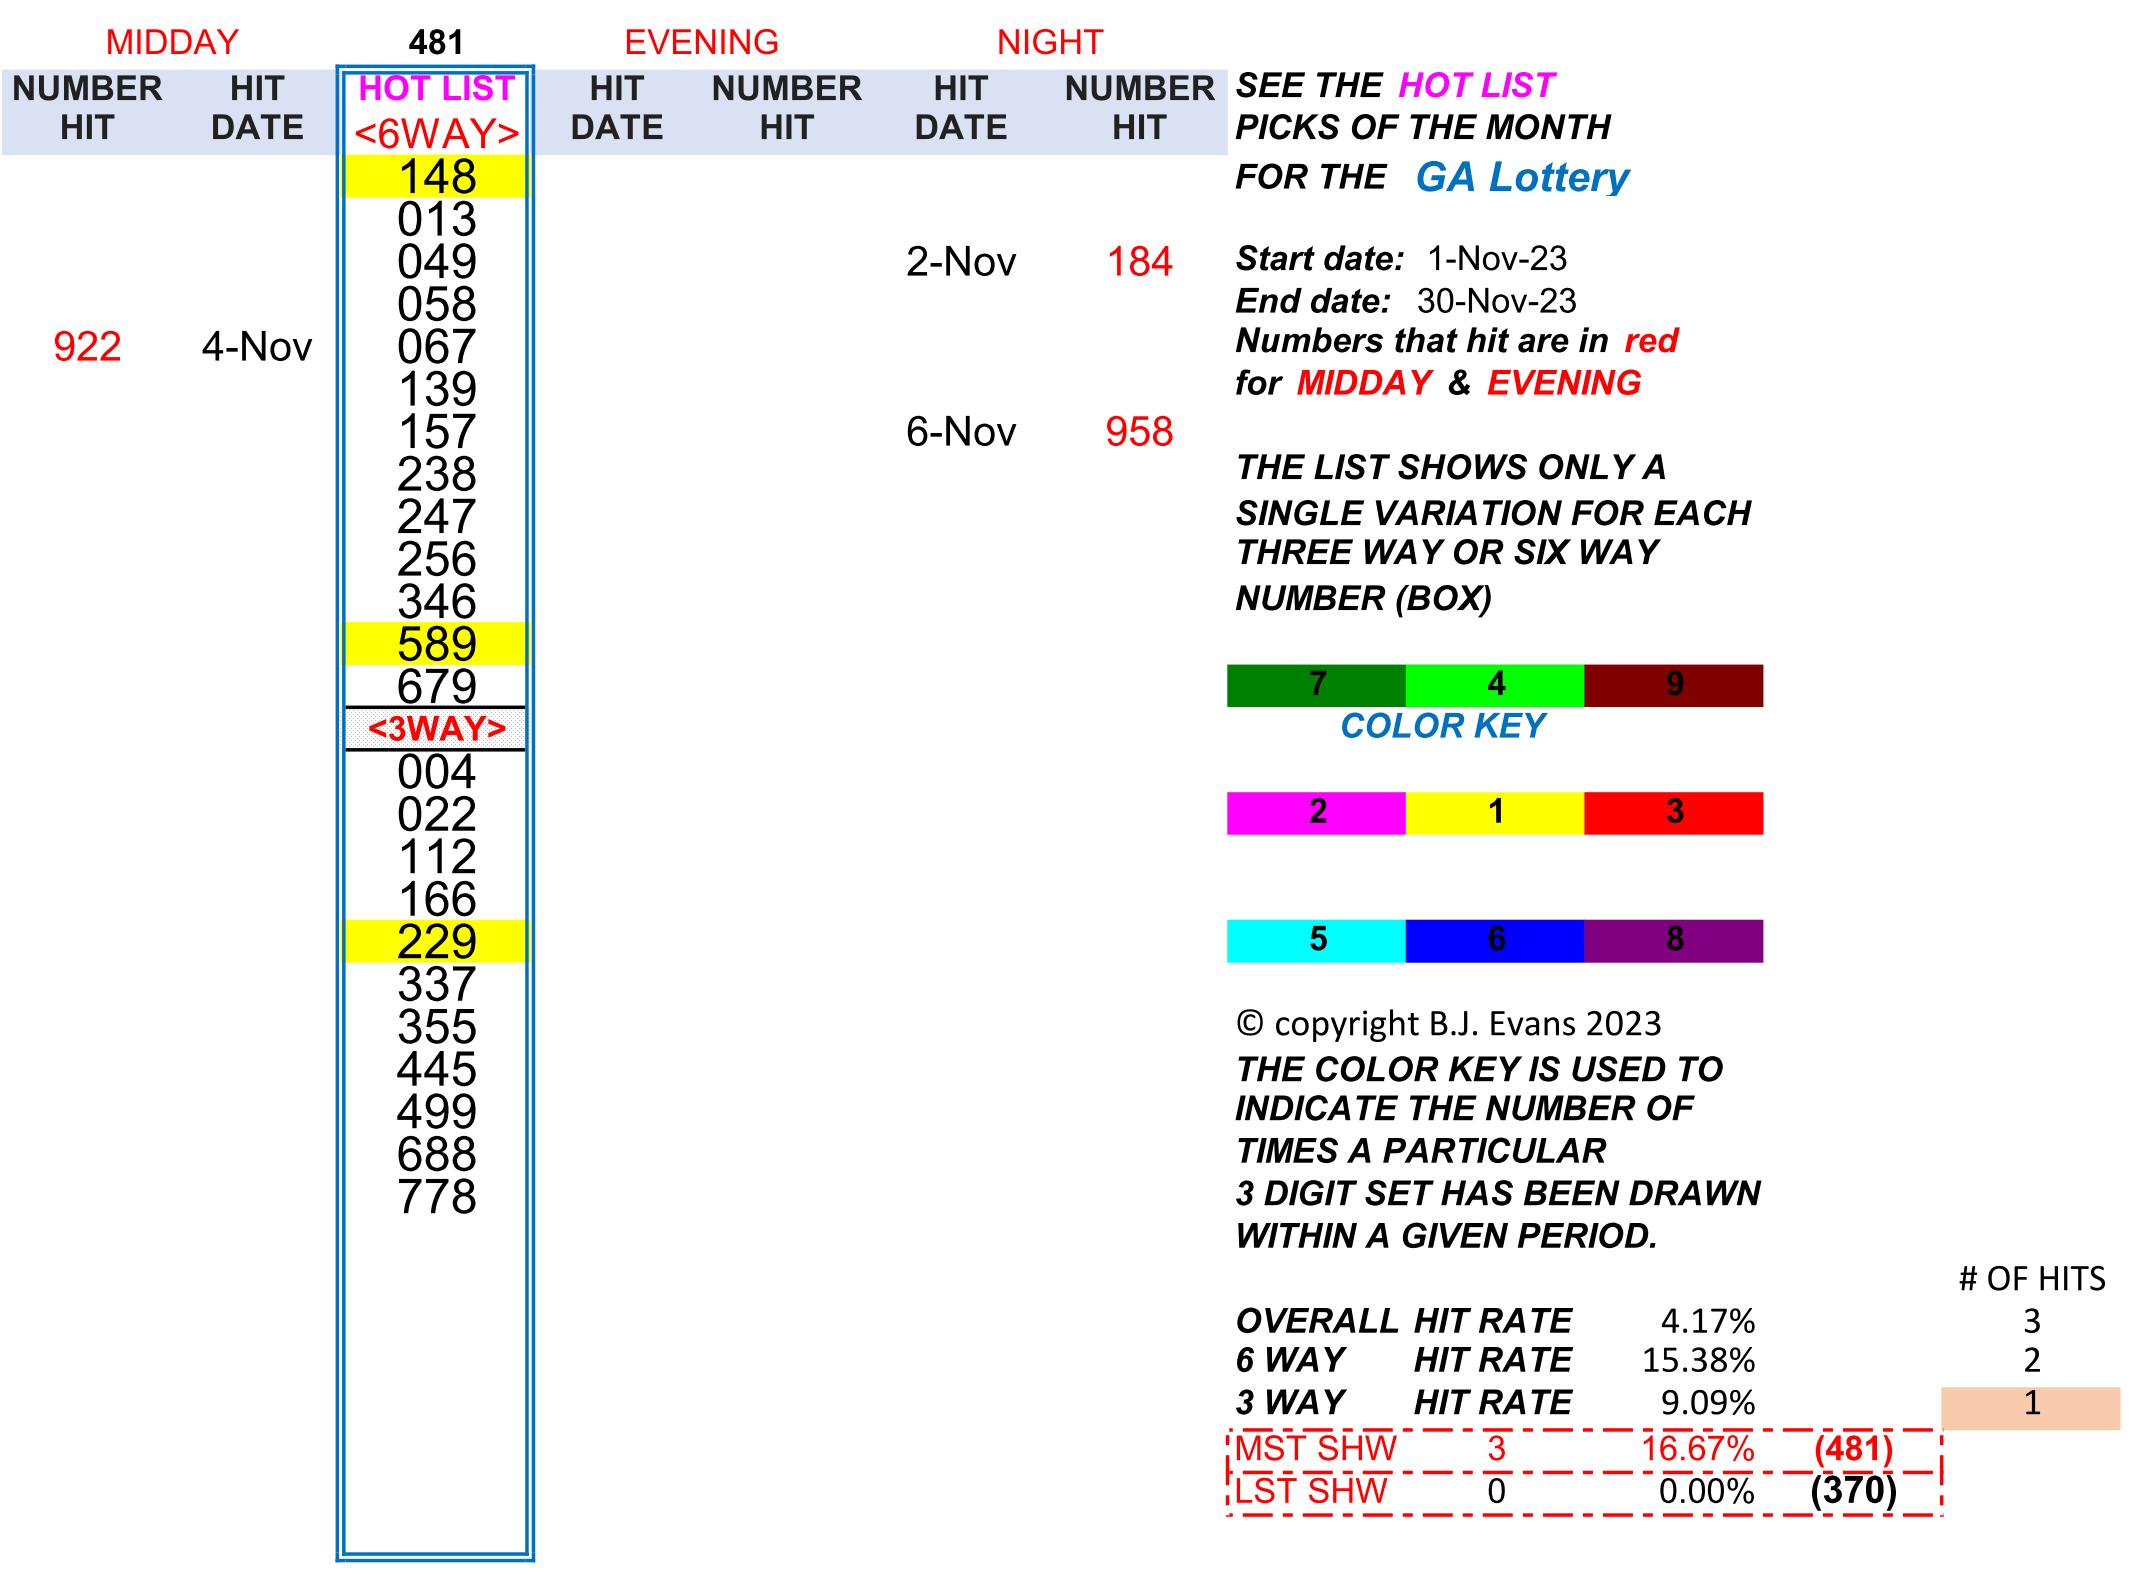 MIDDAY 481 EVENING NIGHT
NUMBER HIT HOT LIST HIT NUMBER HIT NUMBER SEE THE HOT LIST
HIT DATE <6WAY> DATE HIT DATE HIT PICKS OF THE MONTH
148 FOR THE GA Lottery
013
049 2-Nov 184 Start date: 1-Nov-23
058 End date: 30-Nov-23
922 4-Nov 067 Numbers that hit are in red
139 for MIDDAY & EVENING
157 6-Nov 958
238 THE LIST SHOWS ONLY A
247 SINGLE VARIATION FOR EACH
256 THREE WAY OR SIX WAY
346 NUMBER (BOX)
589
679 7 4 9
<3WAY> COLOR KEY
004
022 2 1 3
112
166
229 5 6 8
337
355 © copyright B.J. Evans 2023
445 THE COLOR KEY IS USED TO
499 INDICATE THE NUMBER OF
688 TIMES A PARTICULAR
778 3 DIGIT SET HAS BEEN DRAWN
WITHIN A GIVEN PERIOD.
# OF HITS
OVERALL HIT RATE 4.17% 3
6 WAY HIT RATE 15.38% 2
3 WAY HIT RATE 9.09% 1
MST SHW 3 16.67% (481)
LST SHW 0 0.00% (370)